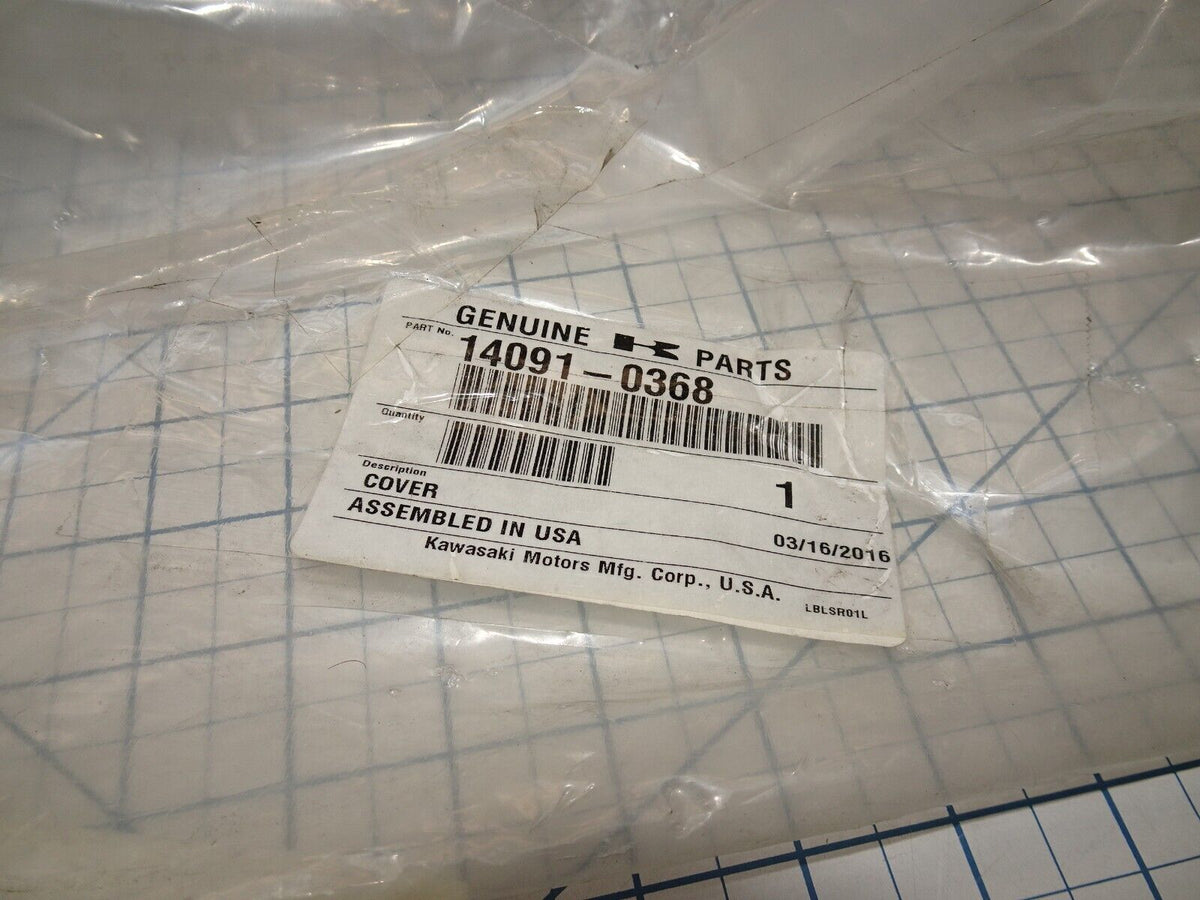 GENUINE K PARTS
PART No.
14091-0368
Quantity
1
Description
COVER
ASSEMBLED IN USA 03/16/2016
Kawasaki Motors Mfg. Corp., U.S.A.
LBLSR01L